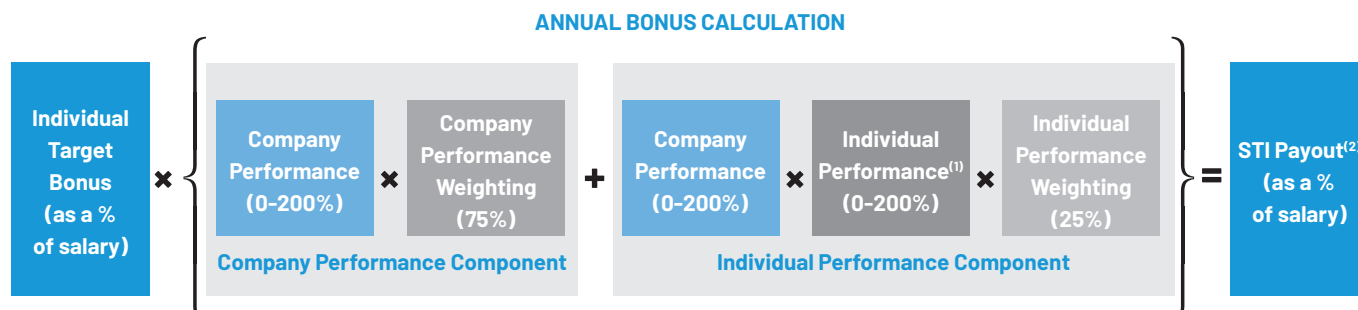 ANNUAL BONUS CALCULATION
Individual
Target
Bonus
(as a %
of salary)
×
{
Company
Performance
(0-200%)
×
Company
Performance
Weighting
(75%)
Company Performance Component
+
Company
Performance
(0-200%)
×
Individual
Performance(1)
(0-200%)
×
Individual
Performance
Weighting
(25%)
Individual Performance Component
}
=
STI Payout(2)
(as a %
of salary)